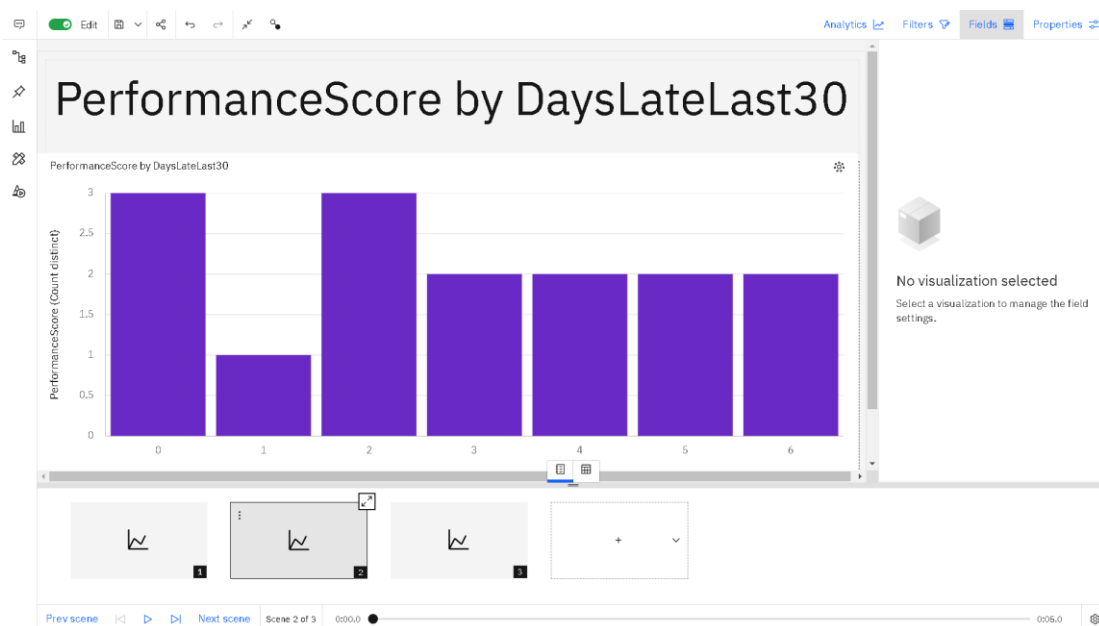 Edit
Analytics
Filters
Fields
Properties
PerformanceScore by DaysLateLast30
PerformanceScore by DaysLateLast30
PerformanceScore (Count distinct)
3
2.5
2
1.5
1
0.5
0
0 1 2 3 4 5 6
No visualization selected
Select a visualization to manage the field
settings.
1
2
3
+
Prev scene
Next scene
Scene 2 of 3
0:00.0
0:05.0